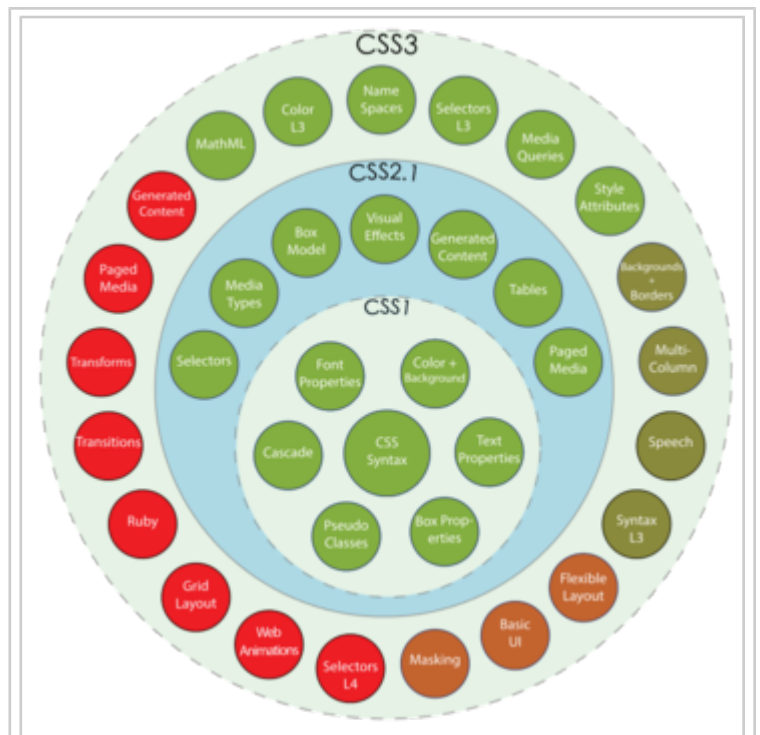 CSS3
Name
Spaces
Color
L3
Selectors
L3
MathML
Media
Queries
Generated
Content
Style
Attributes
Paged
Media
Backgrounds
+
Borders
Transforms
Multi-
Column
Transitions
Speech
Ruby
Syntax
L3
Grid
Layout
Flexible
Layout
Web
Animations
Basic
UI
Selectors
L4
Masking
CSS2.1
Visual
Effects
Box
Model
Generated
Content
Media
Types
Tables
Selectors
Paged
Media
CSS1
Font
Properties
Color +
Background
Cascade
CSS
Syntax
Text
Properties
Pseudo
Classes
Box Prop-
erties